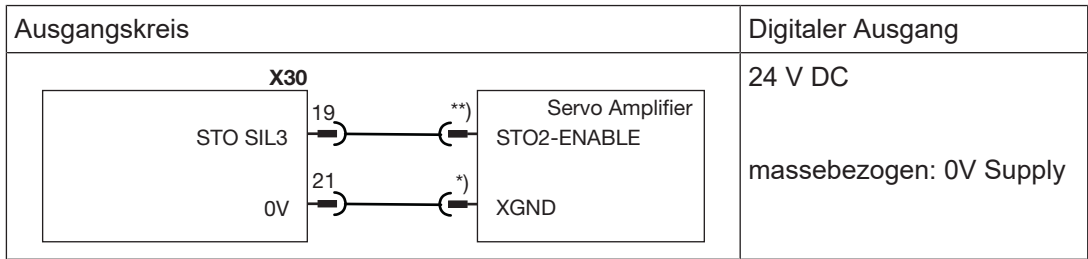 Ausgangskreis
Digitaler Ausgang
X30
24 V DC
19
**)
Servo Amplifier
STO SIL3
STO2-ENABLE
massebezogen: 0V Supply
21
*)
0V
XGND